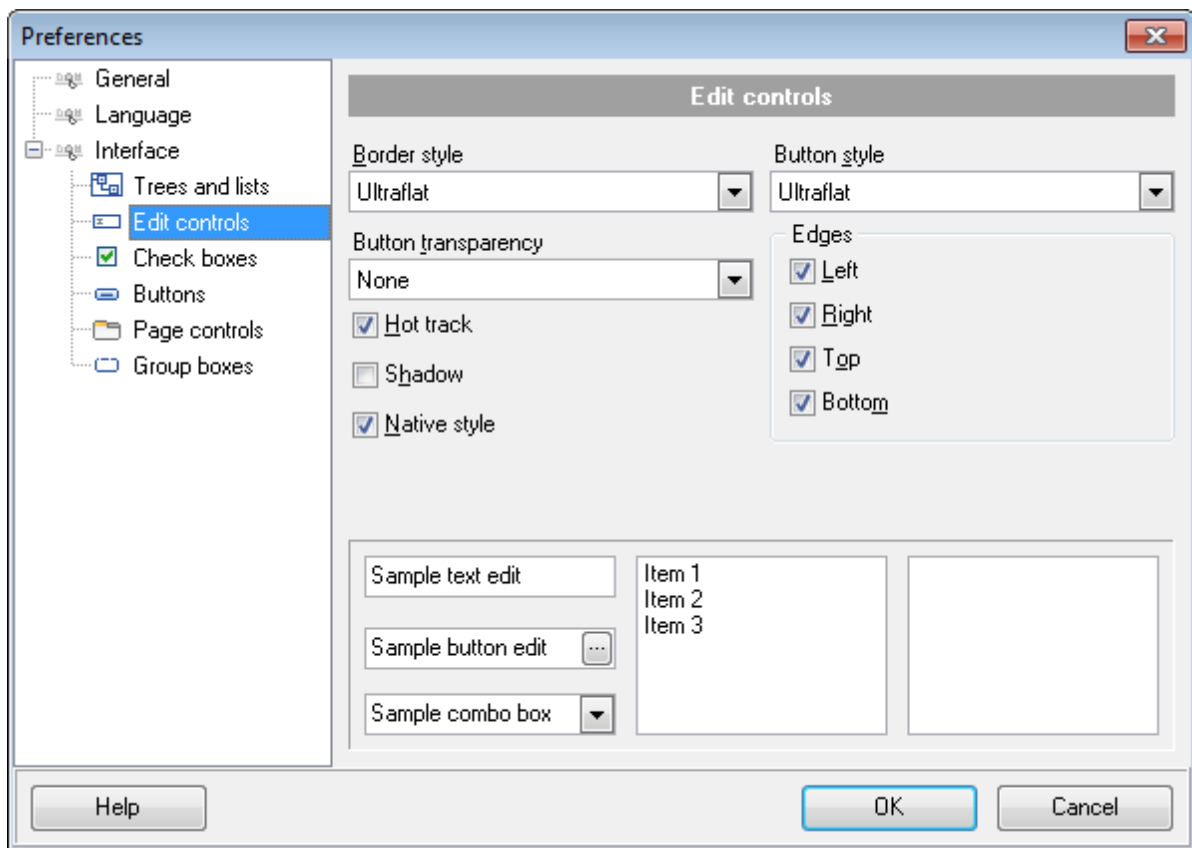 Preferences
General
Language
Interface
Trees and lists
Edit controls
Check boxes
Buttons
Page controls
Group boxes
Edit controls
Border style
Ultraflat
Button style
Ultraflat
Button transparency
None
Hot track
Shadow
Native style
Edges
Left
Right
Top
Bottom
Sample text edit
Sample button edit
...
Sample combo box
Item 1
Item 2
Item 3
Help
OK
Cancel